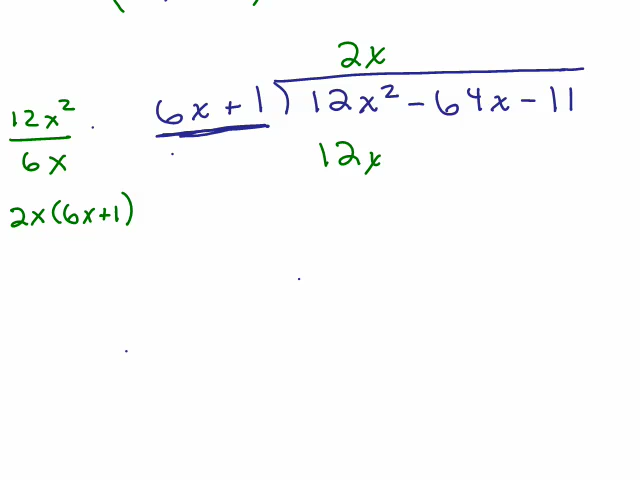 2x
6x + 1 ) 12x² - 64x - 11
12x²
6x
12x
2x(6x+1)